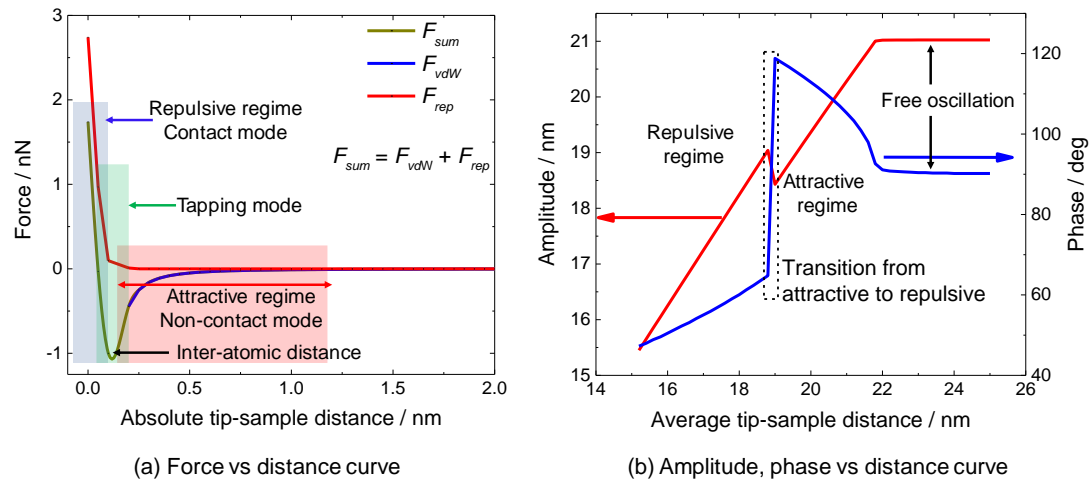 3
2
1
0
-1
Force / nN
0.0
0.5
1.0
1.5
2.0
Absolute tip-sample distance / nm
F_sum
F_vdW
F_rep
Repulsive regime
Contact mode
F_sum = F_vdW + F_rep
Tapping mode
Attractive regime
Non-contact mode
Inter-atomic distance
(a) Force vs distance curve
21
20
19
18
17
16
15
Amplitude / nm
14
16
18
20
22
24
26
Average tip-sample distance / nm
120
100
80
60
40
Phase / deg
Free oscillation
Repulsive
regime
Attractive
regime
Transition from
attractive to repulsive
(b) Amplitude, phase vs distance curve